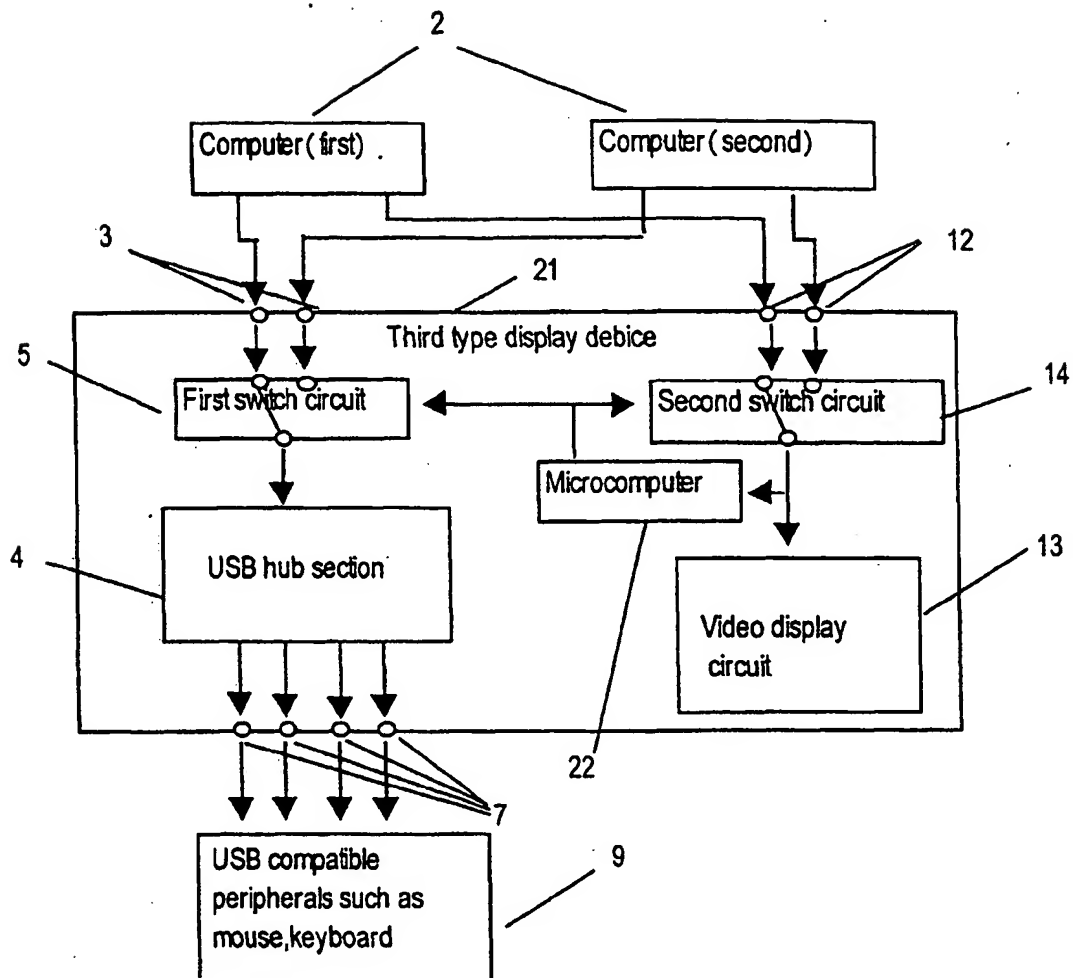 2
Computer ( first)
Computer ( second)
3
21
12
Third type display debice
5
First switch circuit
Second switch circuit
14
Microcomputer
4
USB hub section
13
Video display
circuit
22
7
USB compatible
peripherals such as
mouse,keyboard
9